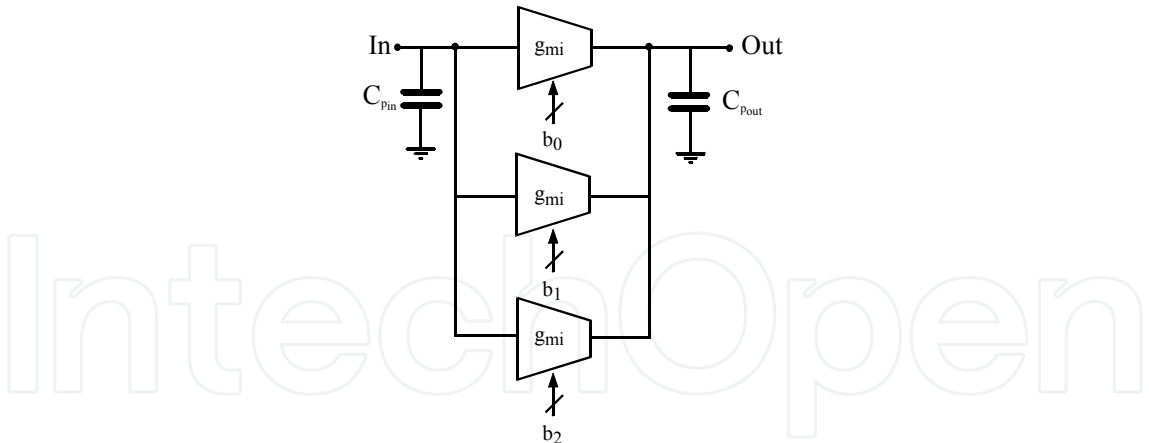 In
g_mi
Out
C_pin
C_pout
b_0
g_mi
b_1
g_mi
b_2
IntechOpen